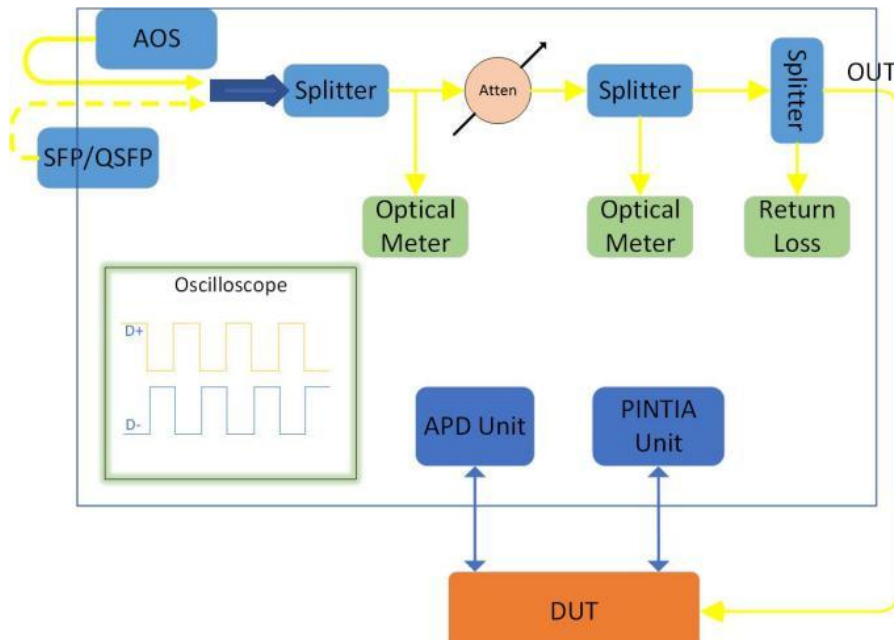 AOS
SFP/QSFP
Splitter
Atten
Splitter
Splitter
OUT
Optical
Meter
Optical
Meter
Return
Loss
Oscilloscope
D+
D-
APD Unit
PINTIA
Unit
DUT